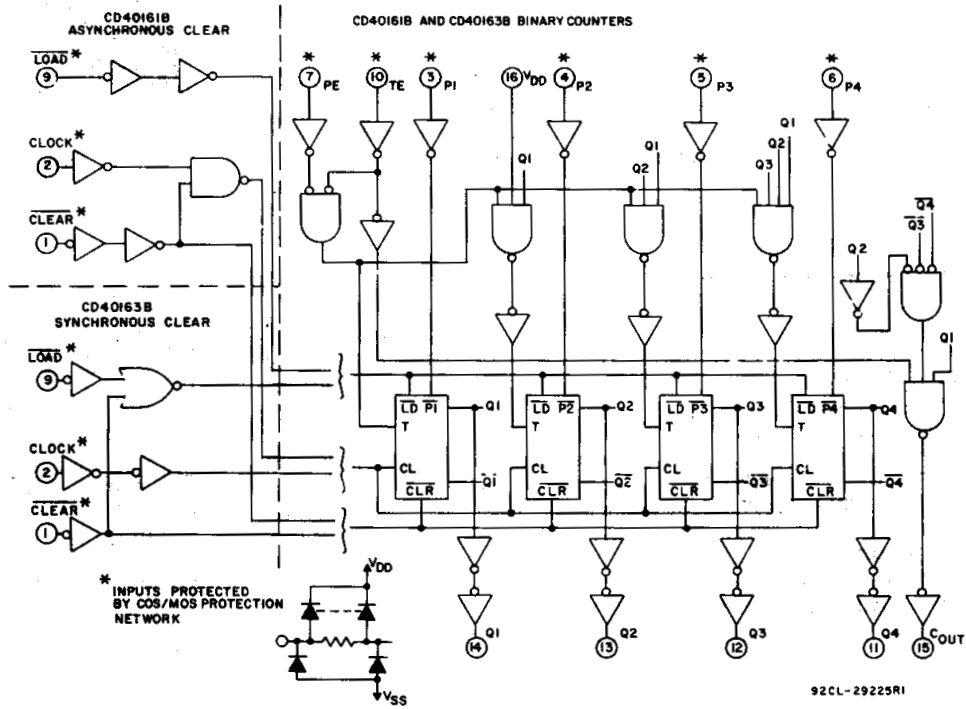 CD40161B
ASYNCHRONOUS CLEAR
CD40161B AND CD40163B BINARY COUNTERS
LOAD *
9
CLOCK *
2
CLEAR *
1
* 7 PE
* 10 TE
* 3 P1
16 VDD
* 4 P2
* 5 P3
* 6 P4
Q1
Q2 Q1
Q3 Q2 Q1
Q2 Q3 Q4
Q1
CD40163B
SYNCHRONOUS CLEAR
LOAD *
9
CLOCK *
2
CLEAR *
1
LD P1
T
CL
CLR
Q1
Q1
LD P2
T
CL
CLR
Q2
Q2
LD P3
T
CL
CLR
Q3
Q3
LD P4
T
CL
CLR
Q4
Q4
* INPUTS PROTECTED
BY COS/MOS PROTECTION
NETWORK
VDD
VSS
14 Q1
13 Q2
12 Q3
11 Q4
15 COUT
92CL-29225R1